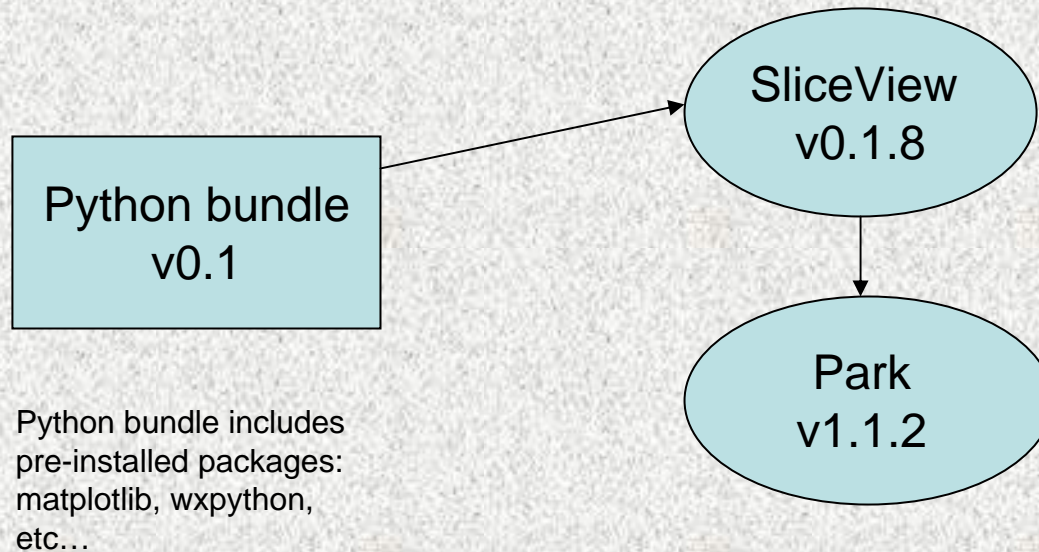 SliceView
v0.1.8
Python bundle
v0.1
Park
v1.1.2
Python bundle includes
pre-installed packages:
matplotlib, wxpython,
etc…